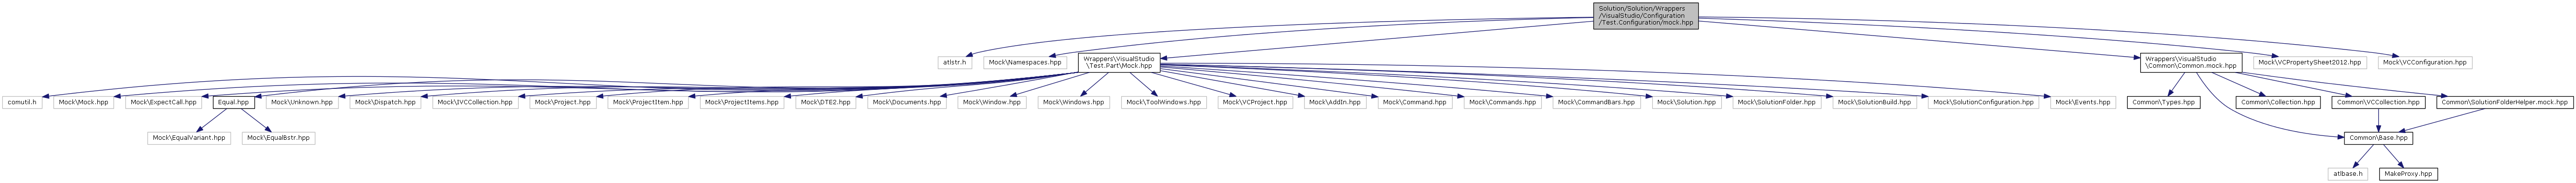 Solution/Solution/Wrappers
/VisualStudio/Configuration
/Test.Configuration/mock.hpp
atlstr.h
Mock\Namespaces.hpp
Wrappers\VisualStudio
\Test.Part\Mock.hpp
Wrappers\VisualStudio
\Common\Common.mock.hpp
Mock\VCPropertySheet2012.hpp
Mock\VCConfiguration.hpp
comutil.h
Mock\Mock.hpp
Mock\ExpectCall.hpp
Equal.hpp
Mock\Unknown.hpp
Mock\Dispatch.hpp
Mock\IVCCollection.hpp
Mock\Project.hpp
Mock\ProjectItem.hpp
Mock\ProjectItems.hpp
Mock\DTE2.hpp
Mock\Documents.hpp
Mock\Window.hpp
Mock\Windows.hpp
Mock\ToolWindows.hpp
Mock\VCProject.hpp
Mock\AddIn.hpp
Mock\Command.hpp
Mock\Commands.hpp
Mock\CommandBars.hpp
Mock\Solution.hpp
Mock\SolutionFolder.hpp
Mock\SolutionBuild.hpp
Mock\SolutionConfiguration.hpp
Mock\Events.hpp
Common\Types.hpp
Common\Collection.hpp
Common\VCCollection.hpp
Common\SolutionFolderHelper.mock.hpp
Mock\EqualVariant.hpp
Mock\EqualBstr.hpp
Common\Base.hpp
atlbase.h
MakeProxy.hpp